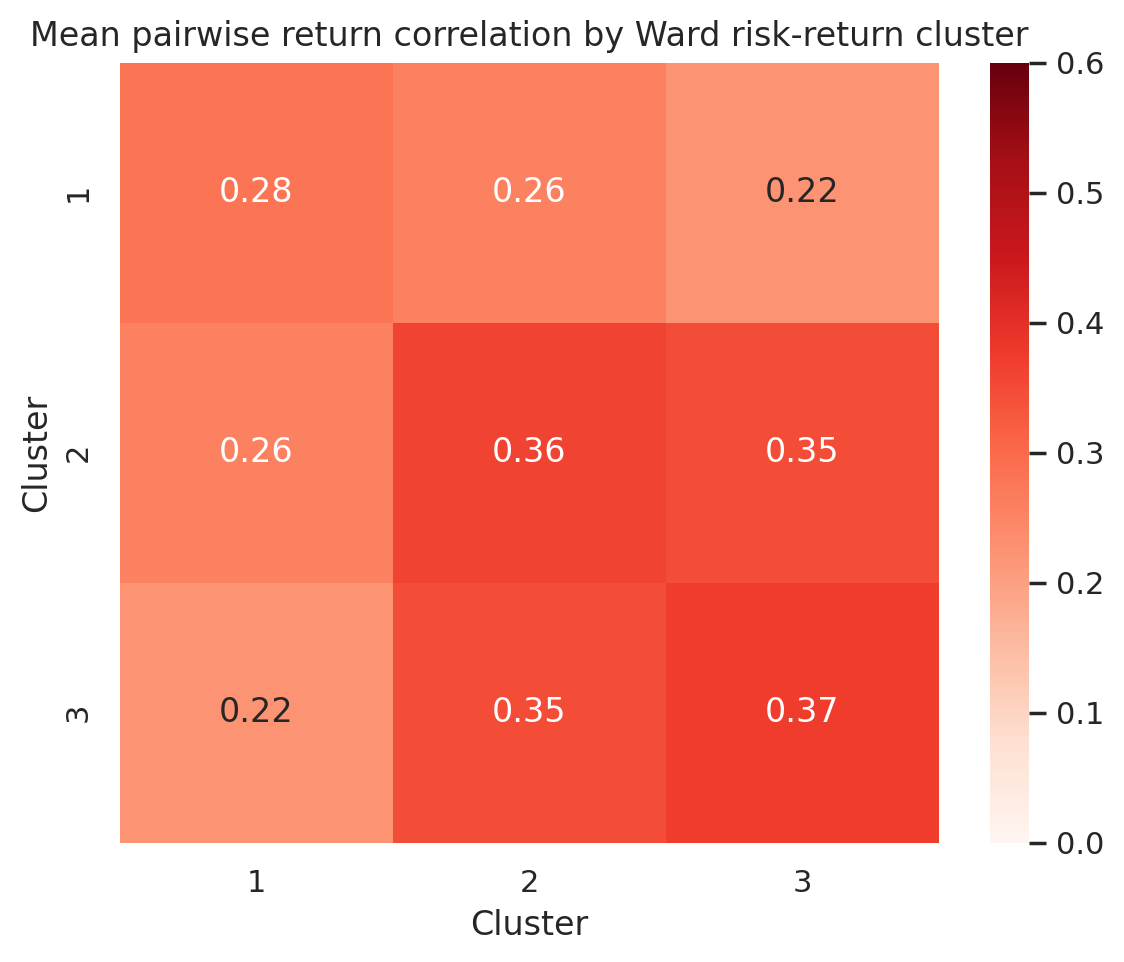 Mean pairwise return correlation by Ward risk-return cluster
0.6
0.5
0.4
0.3
0.2
0.1
0.0
Cluster
1
0.28 0.26 0.22
2
0.26 0.36 0.35
3
0.22 0.35 0.37
1 2 3
Cluster